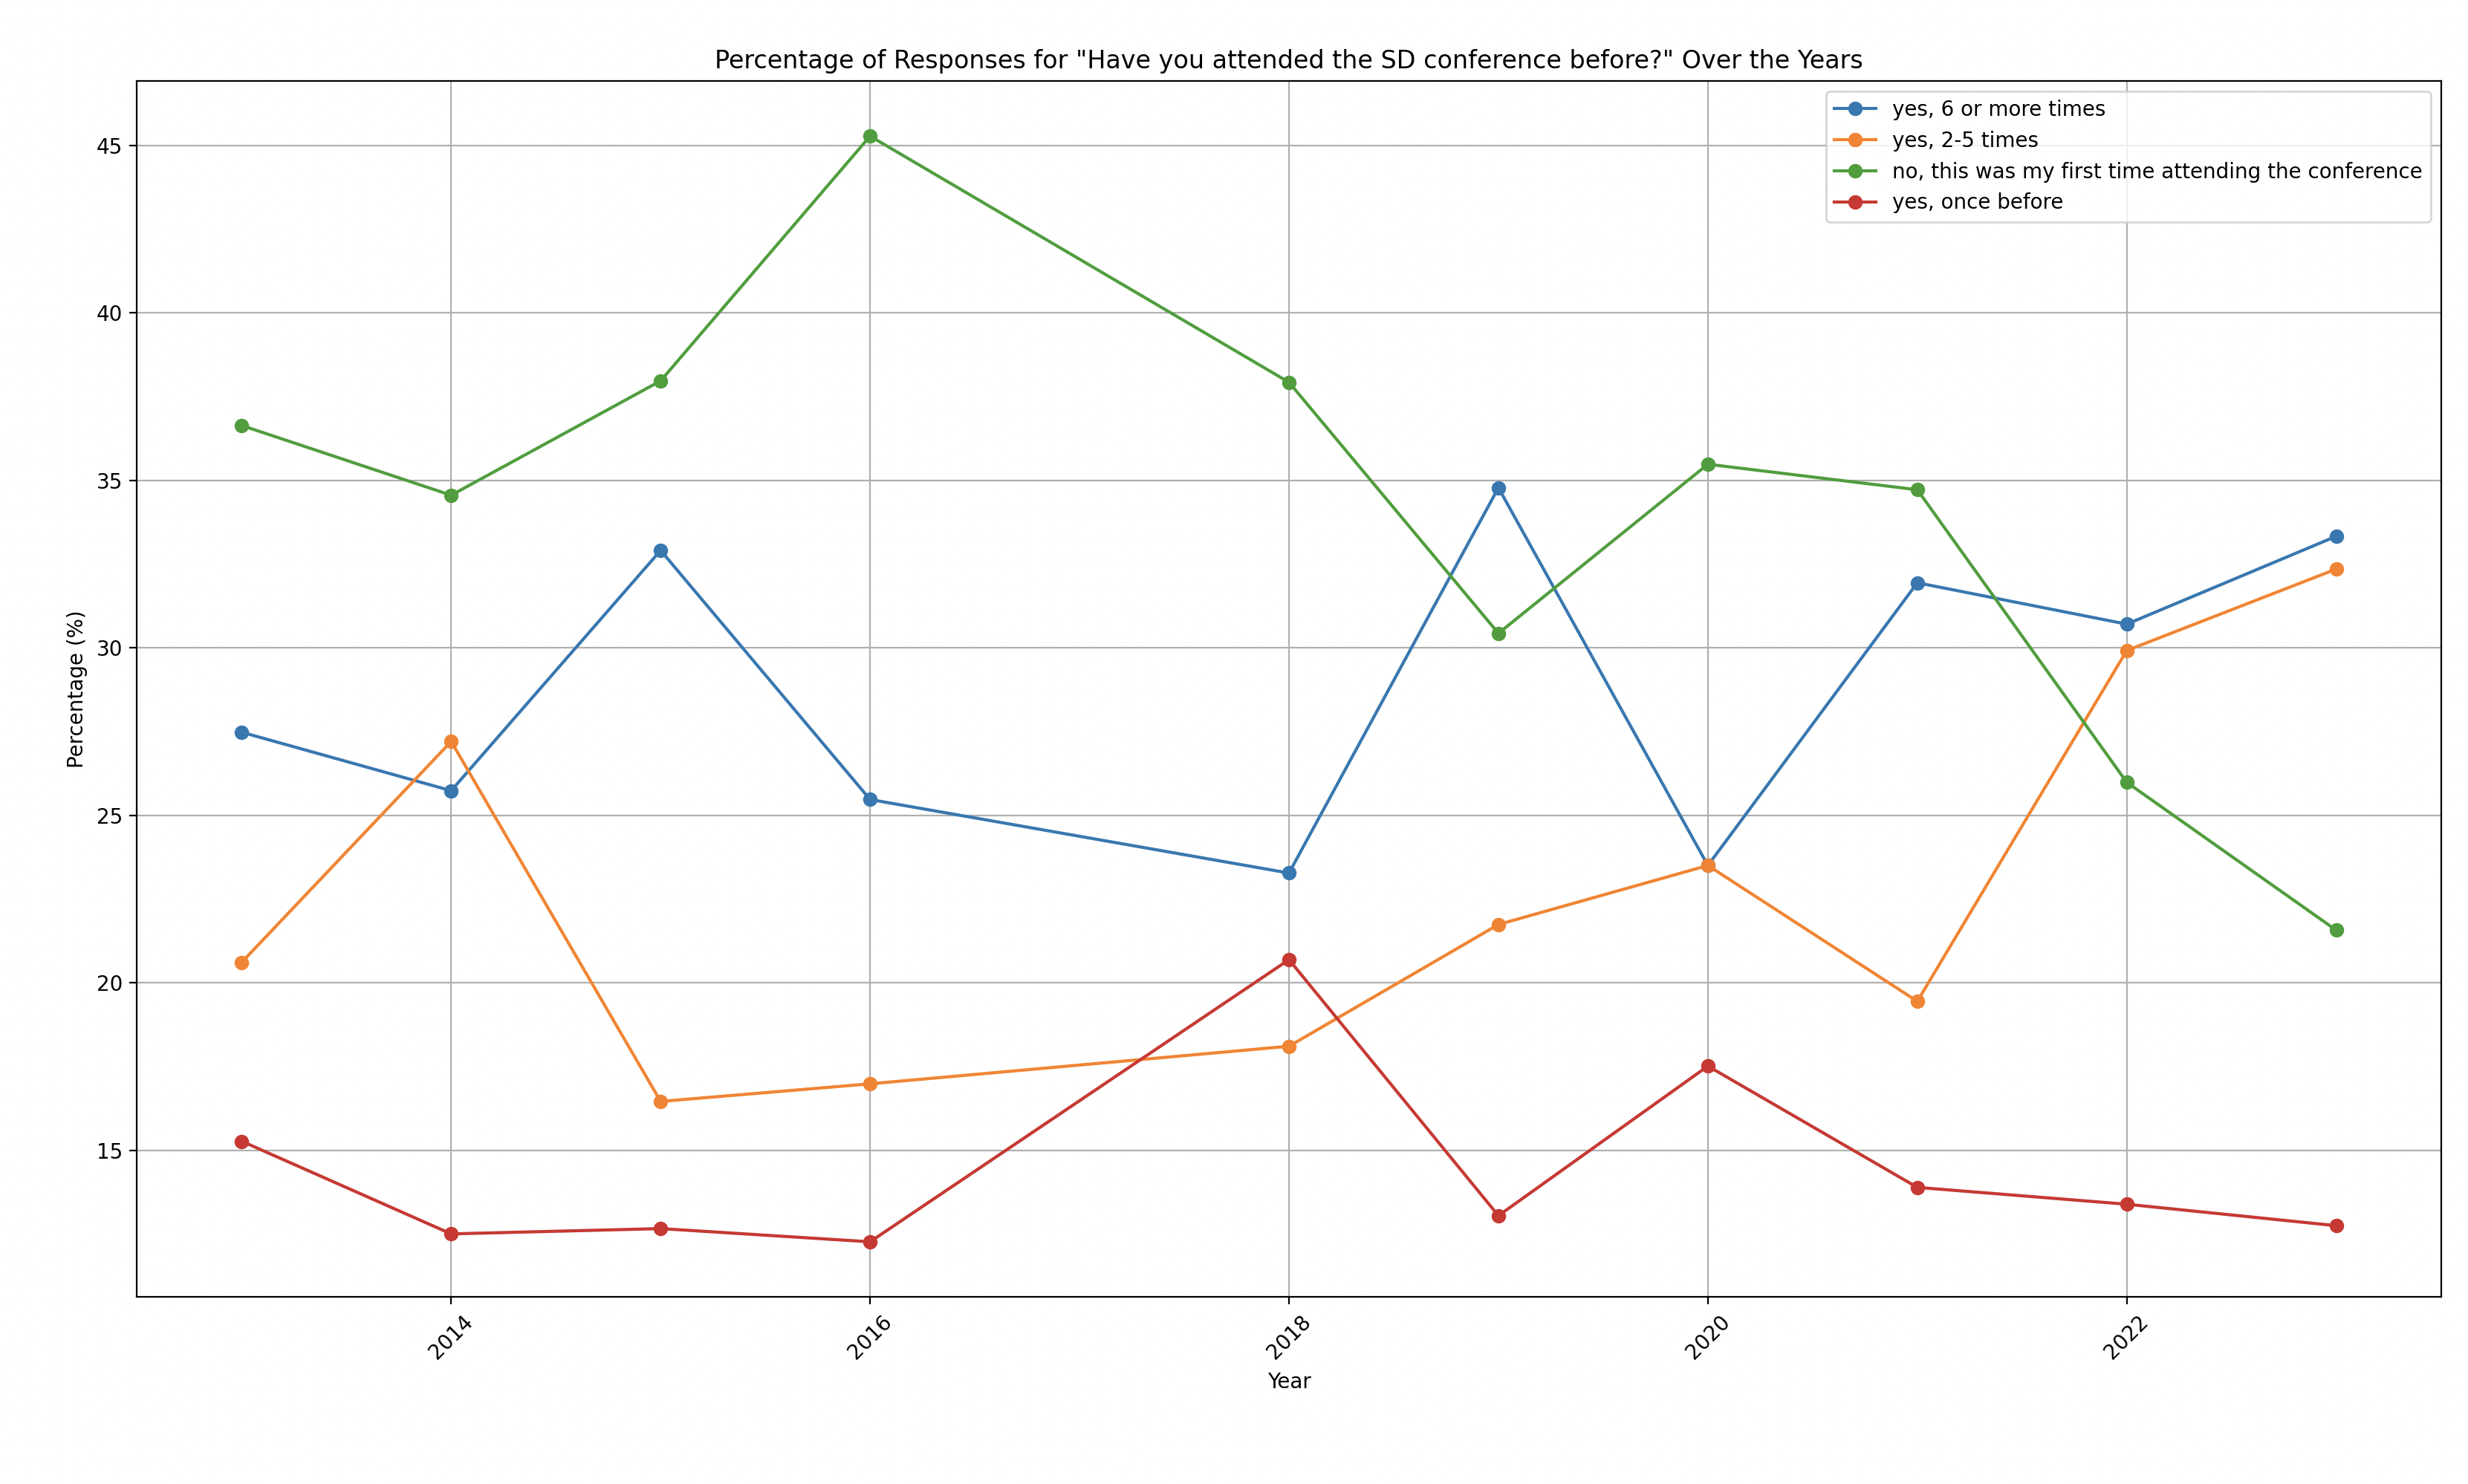 Percentage of Responses for "Have you attended the SD conference before?" Over the Years
yes, 6 or more times
yes, 2-5 times
no, this was my first time attending the conference
yes, once before
45
40
35
30
25
20
15
Percentage (%)
2014
2016
2018
2020
2022
Year